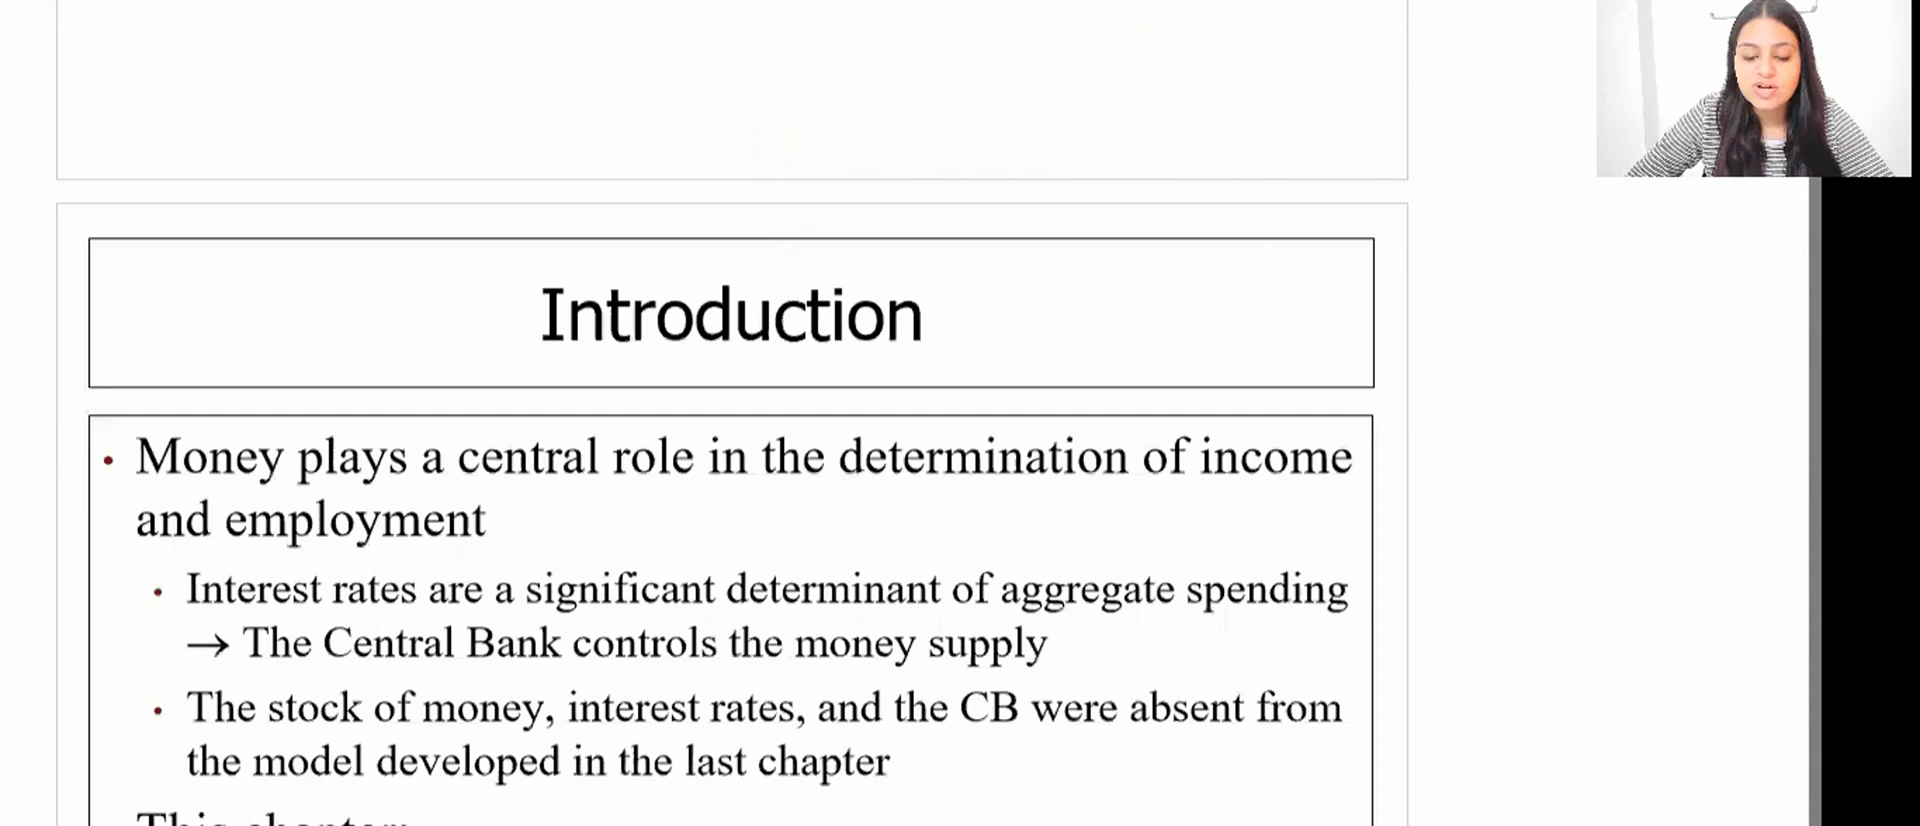 Introduction
• Money plays a central role in the determination of income
and employment
• Interest rates are a significant determinant of aggregate spending
→ The Central Bank controls the money supply
• The stock of money, interest rates, and the CB were absent from
the model developed in the last chapter
This chapter: